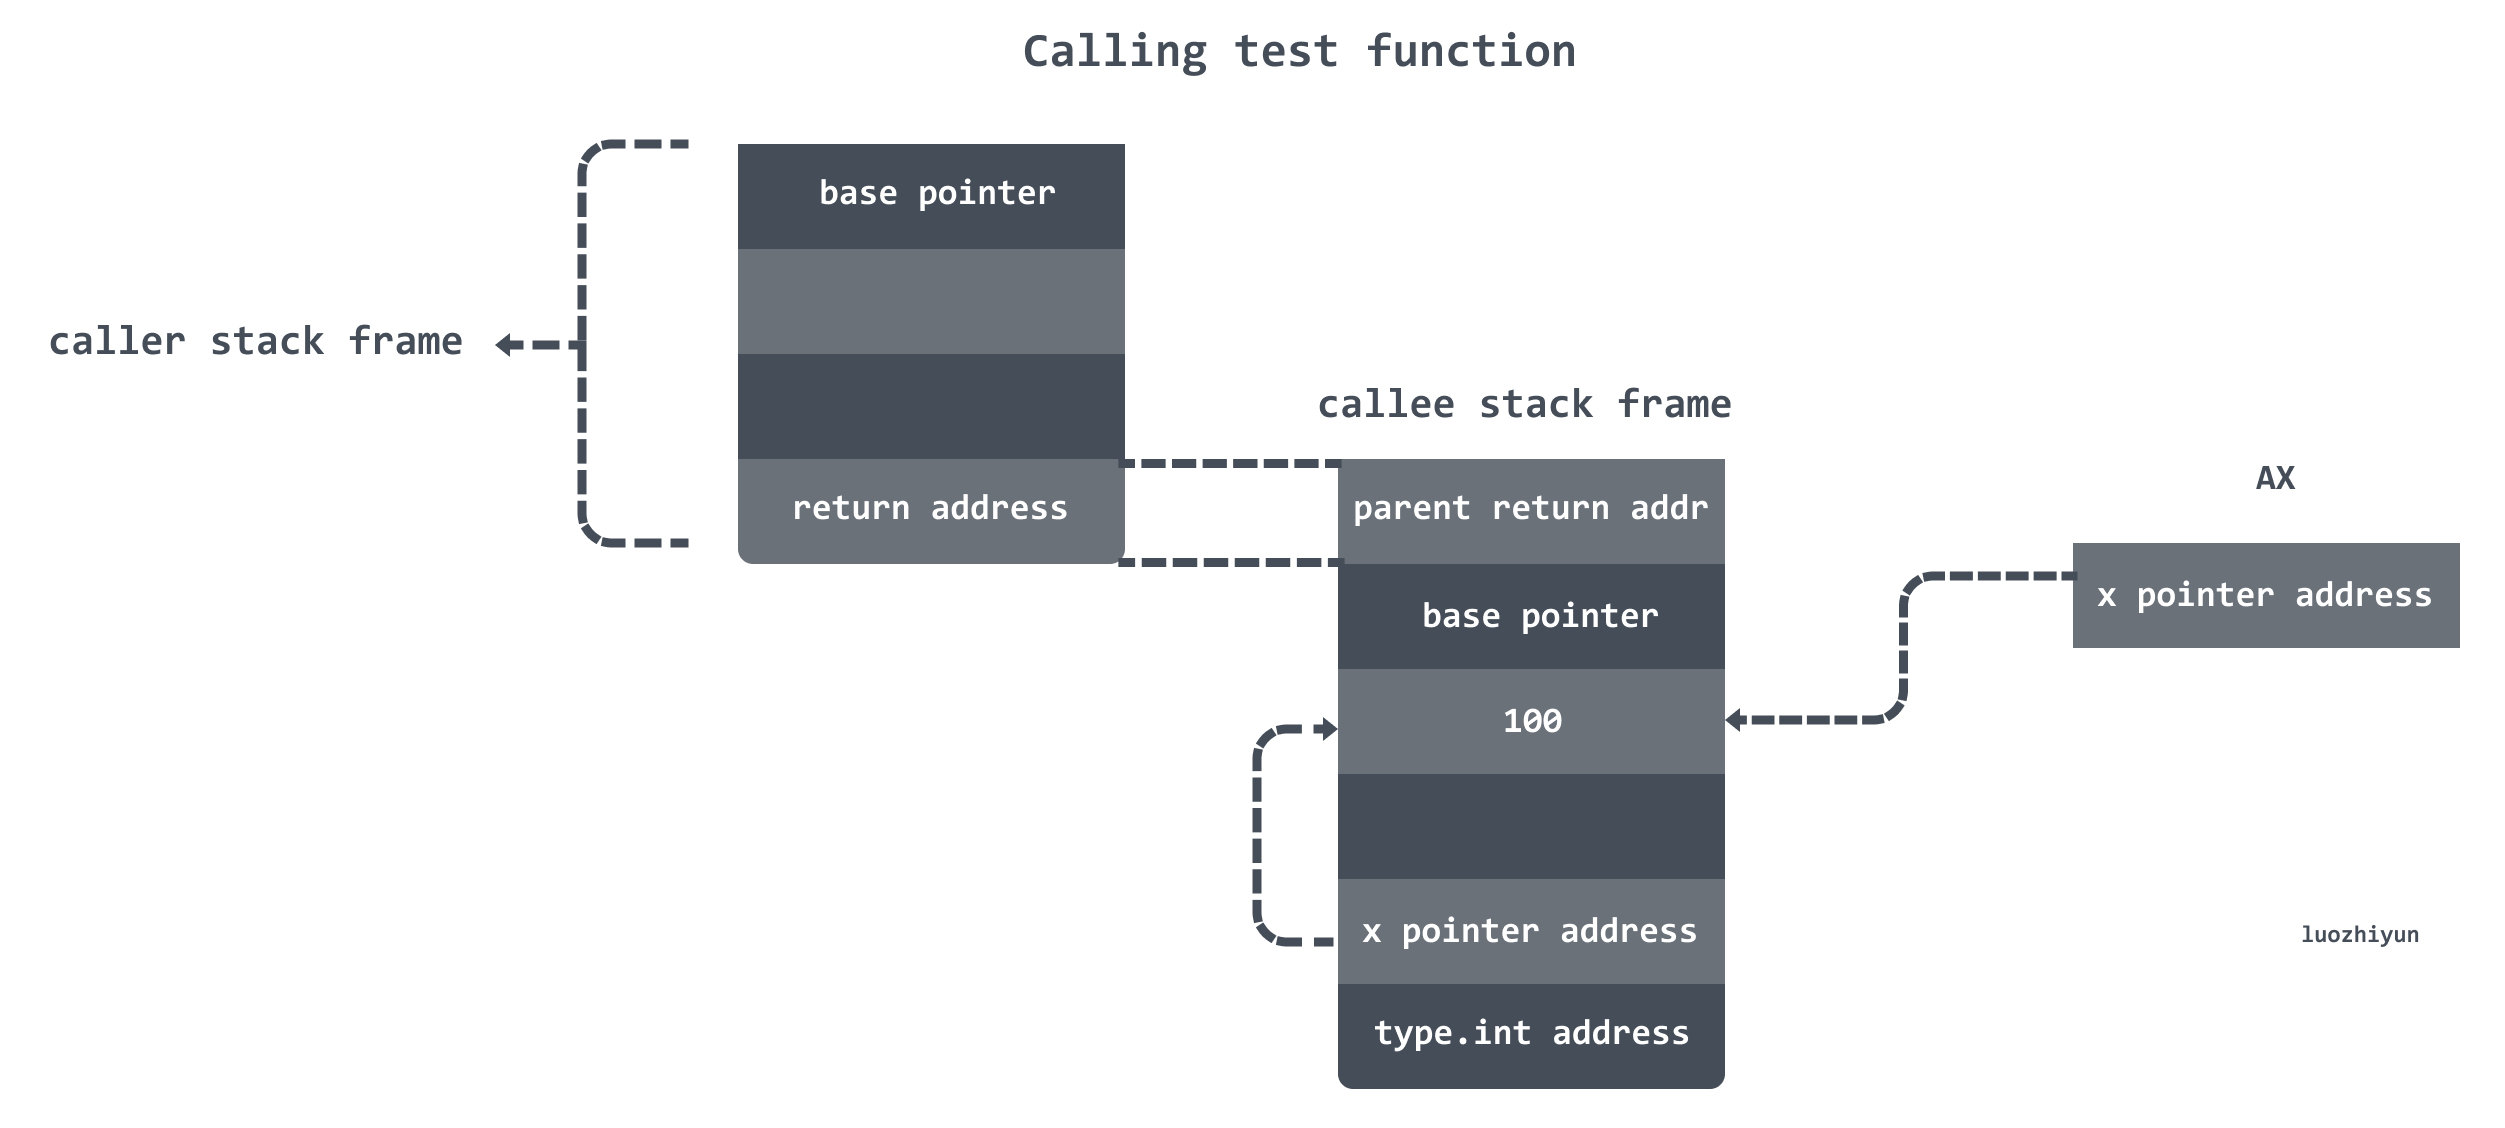 Calling test function
base pointer
caller stack frame
return address
callee stack frame
parent return addr
base pointer
100
x pointer address
type.int address
AX
x pointer address
luozhiyun